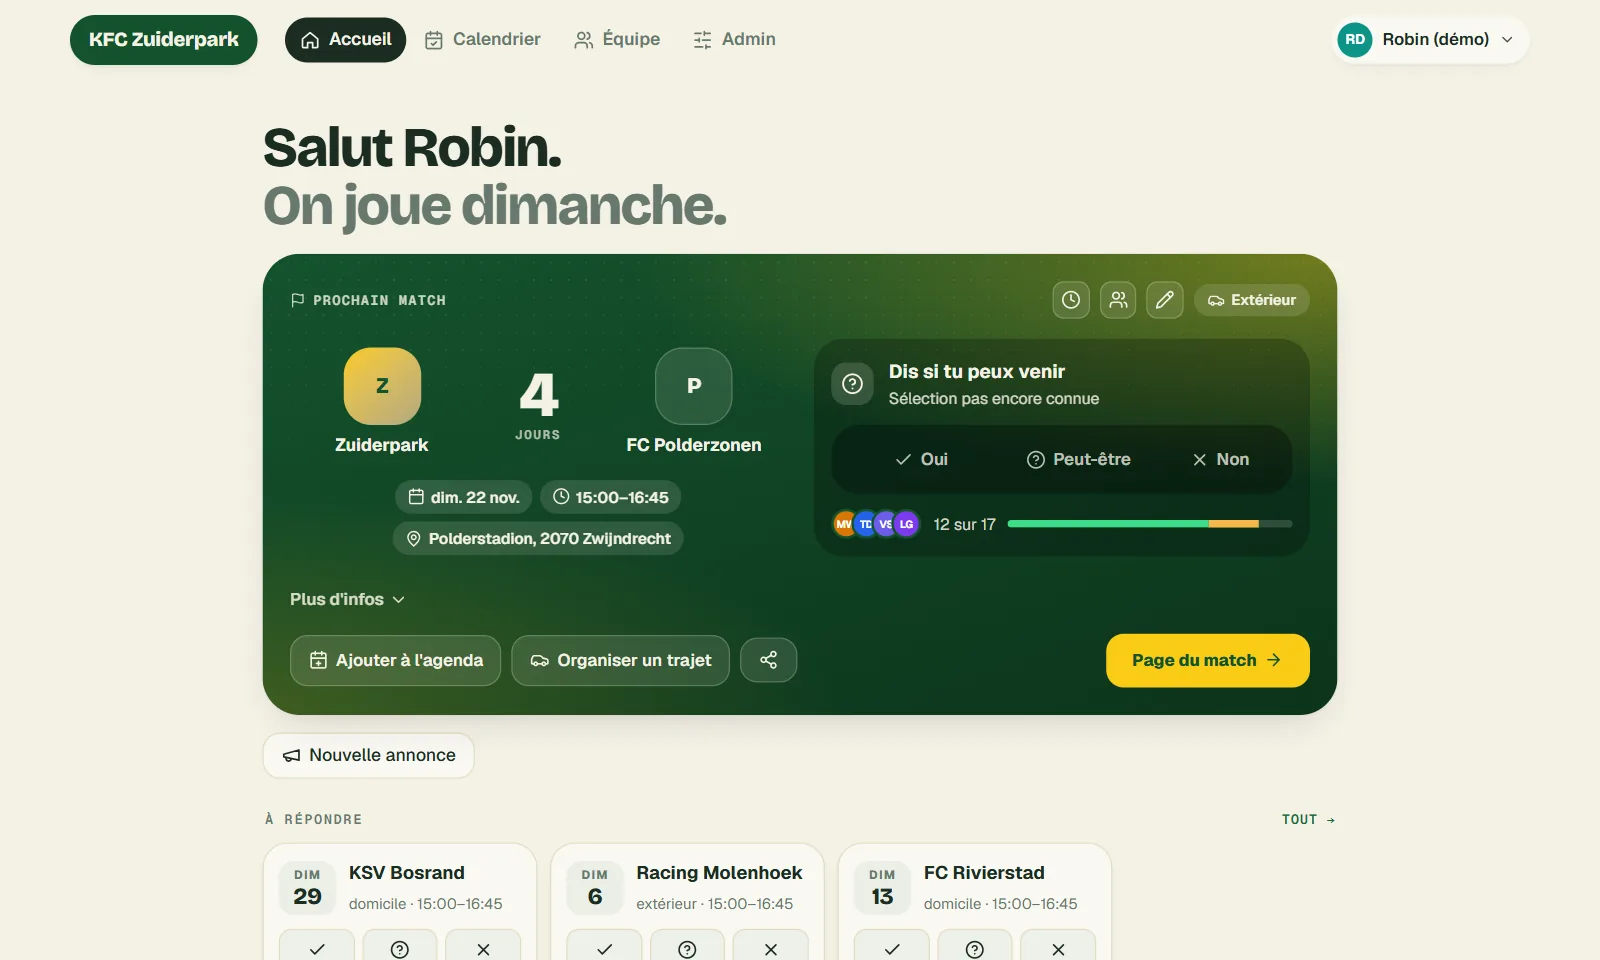 KFC Zuiderpark
Accueil
Calendrier
Équipe
Admin
RD
Robin (démo)
Salut Robin.
On joue dimanche.
PROCHAIN MATCH
Extérieur
Z
Zuiderpark
4
JOURS
P
FC Polderzonen
dim. 22 nov.
15:00–16:45
Polderstadion, 2070 Zwijndrecht
Dis si tu peux venir
Sélection pas encore connue
Oui
Peut-être
Non
VS
LG
12 sur 17
Plus d'infos
Ajouter à l'agenda
Organiser un trajet
Page du match →
Nouvelle annonce
À RÉPONDRE
TOUT →
DIM
29
KSV Bosrand
domicile · 15:00–16:45
DIM
6
Racing Molenhoek
extérieur · 15:00–16:45
DIM
13
FC Rivierstad
domicile · 15:00–16:45